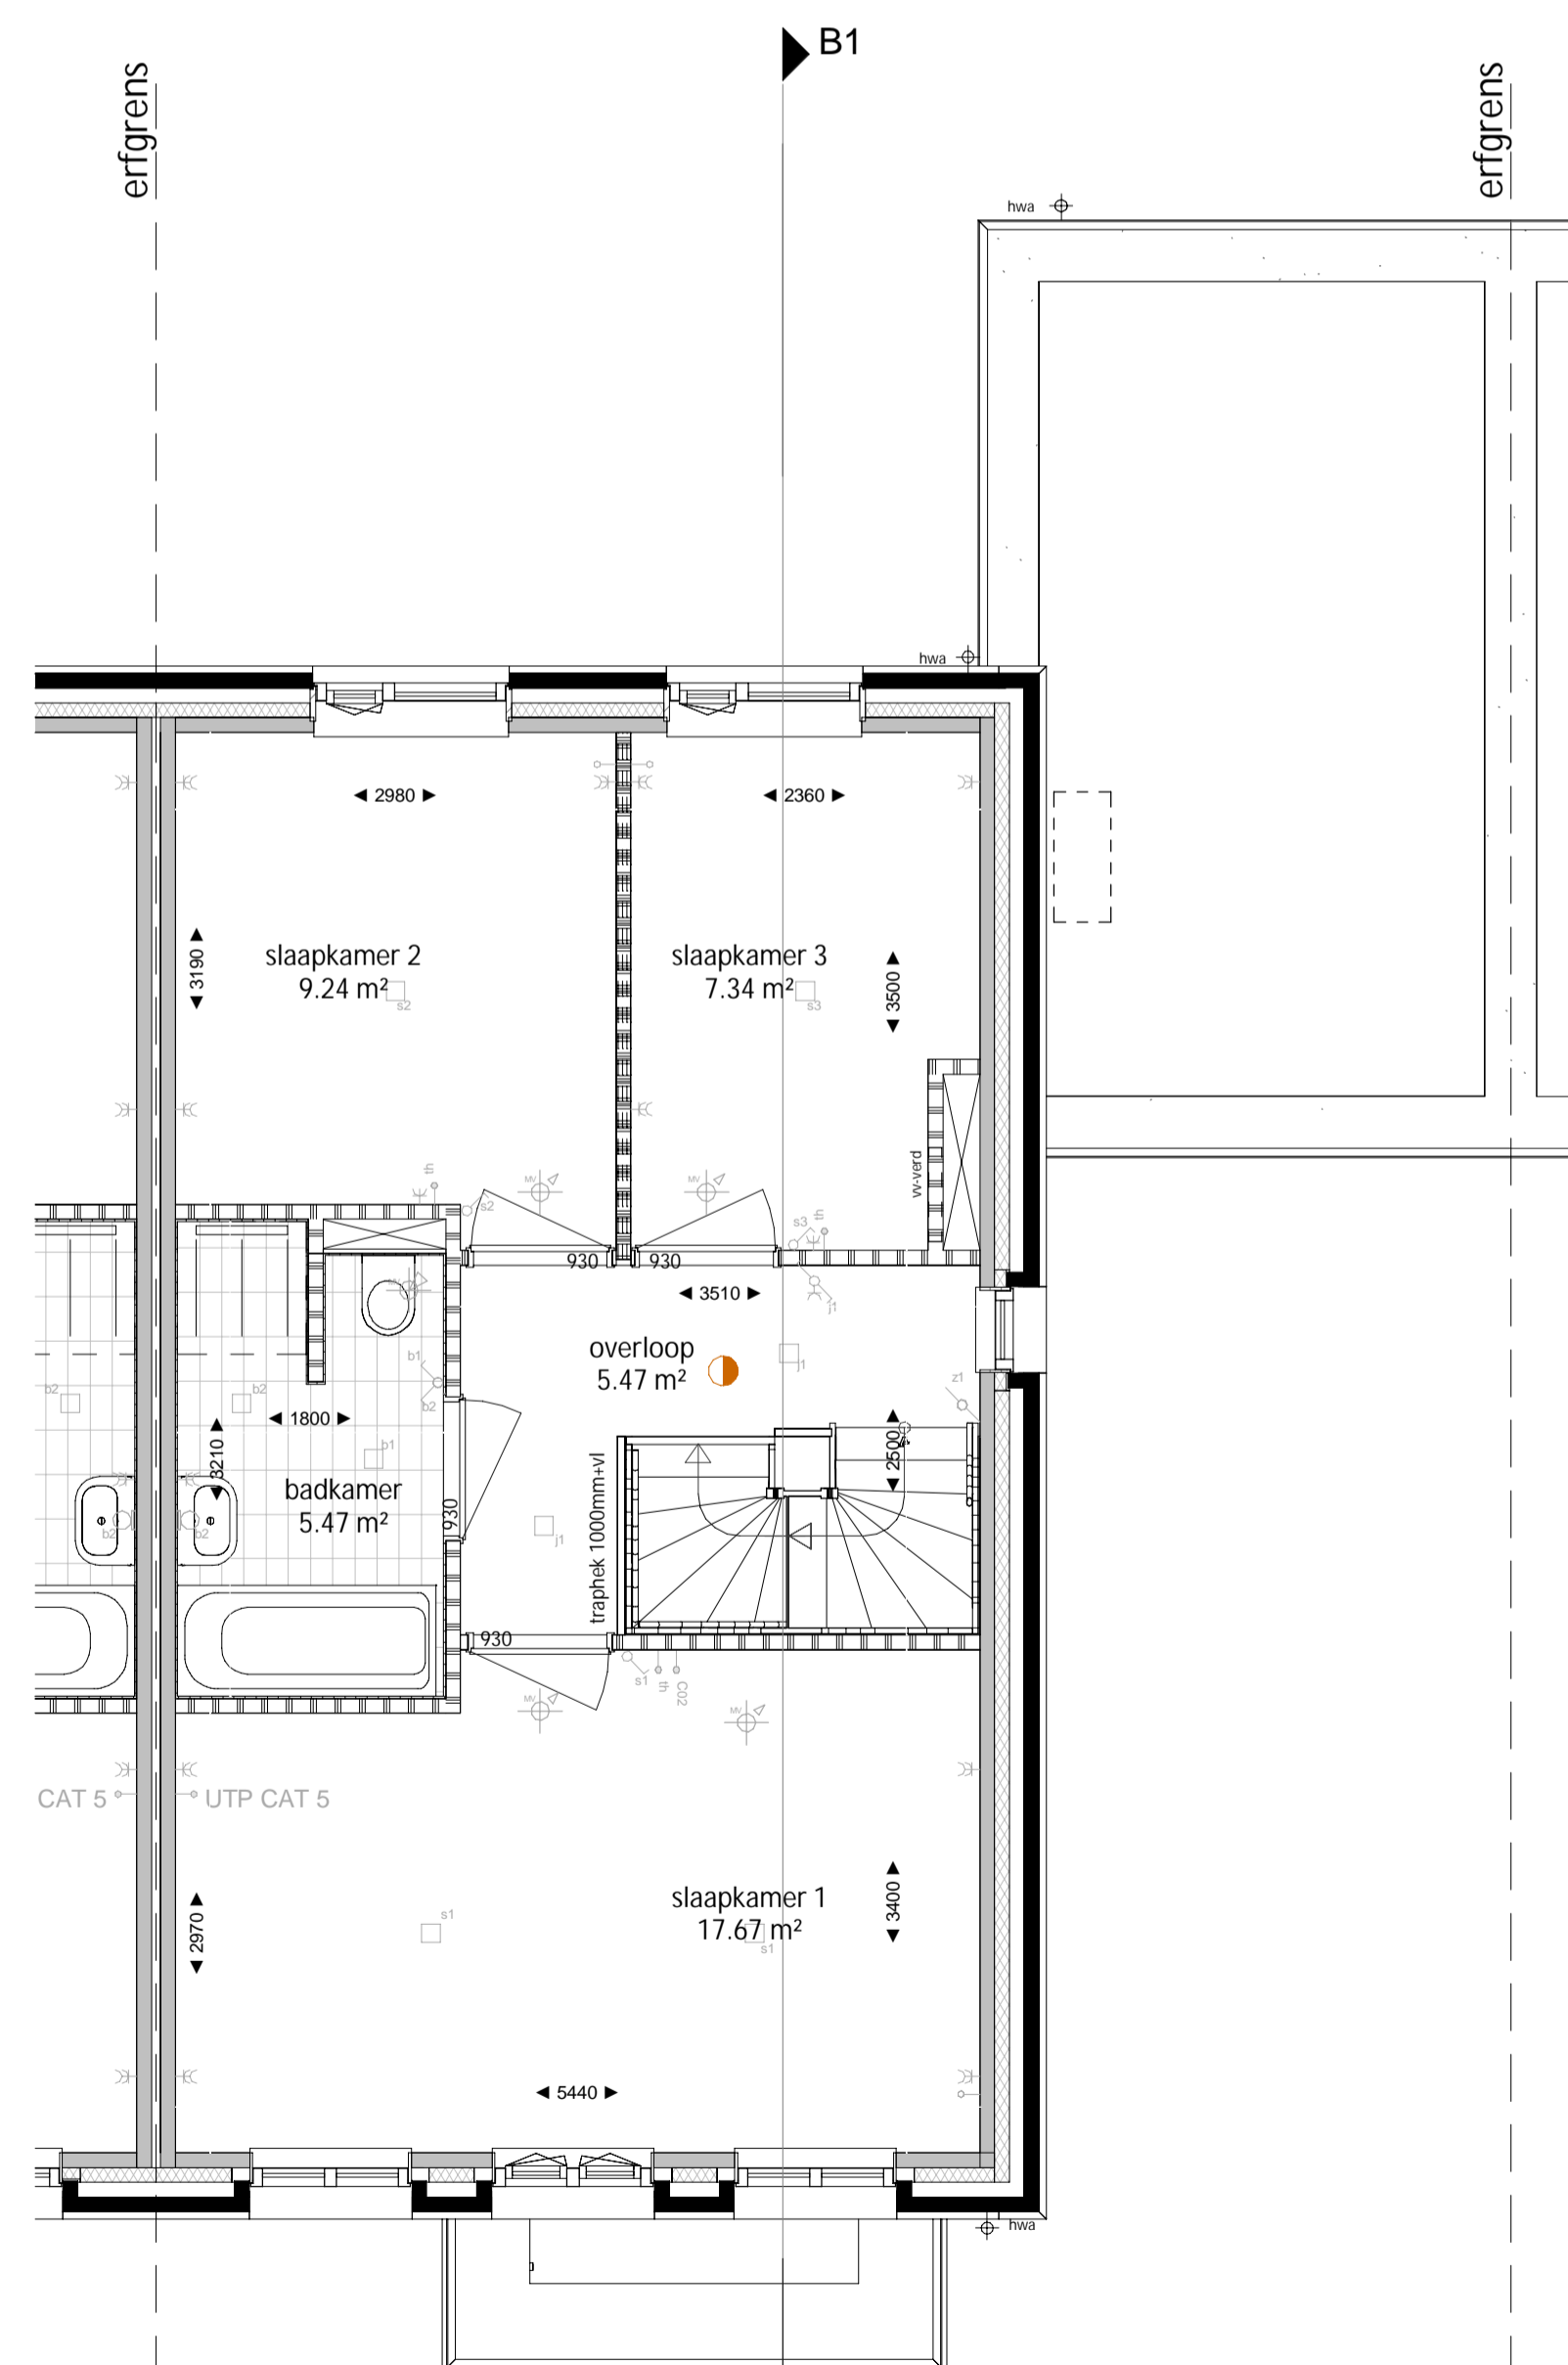 B1
erfgrens
erfgrens
hwa
hwa
2980
2360
3190
slaapkamer 2
9.24 m²
s2
slaapkamer 3
7.34 m²
s3
3500
vv-verd
th
s2
MV
MV
s3
th
930
930
3510
j1
overloop
5.47 m²
j1
b1
b2
b2
b2
z1
1800
3210
b1
badkamer
5.47 m²
930
2500
b2
b2
j1
traphek 1000mm+vl
930
s1
th
C02
MV
MV
CAT 5
UTP CAT 5
s1
slaapkamer 1
17.67 m²
s1
2970
3400
5440
hwa